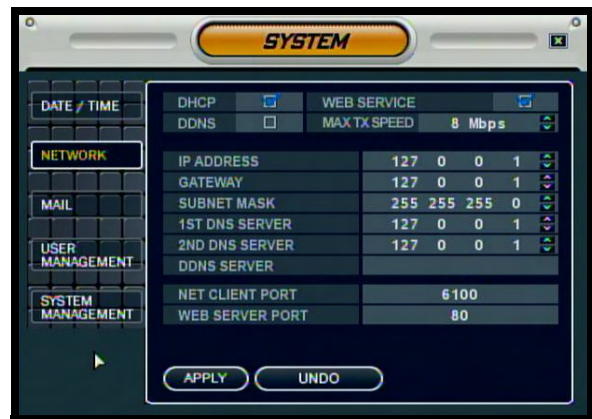 SYSTEM
DATE / TIME
NETWORK
MAIL
USER
MANAGEMENT
SYSTEM
MANAGEMENT
DHCP WEB SERVICE
DDNS MAX TX SPEED 8 Mbps
IP ADDRESS 127 0 0 1
GATEWAY 127 0 0 1
SUBNET MASK 255 255 255 0
1ST DNS SERVER 127 0 0 1
2ND DNS SERVER 127 0 0 1
DDNS SERVER
NET CLIENT PORT 6100
WEB SERVER PORT 80
APPLY UNDO